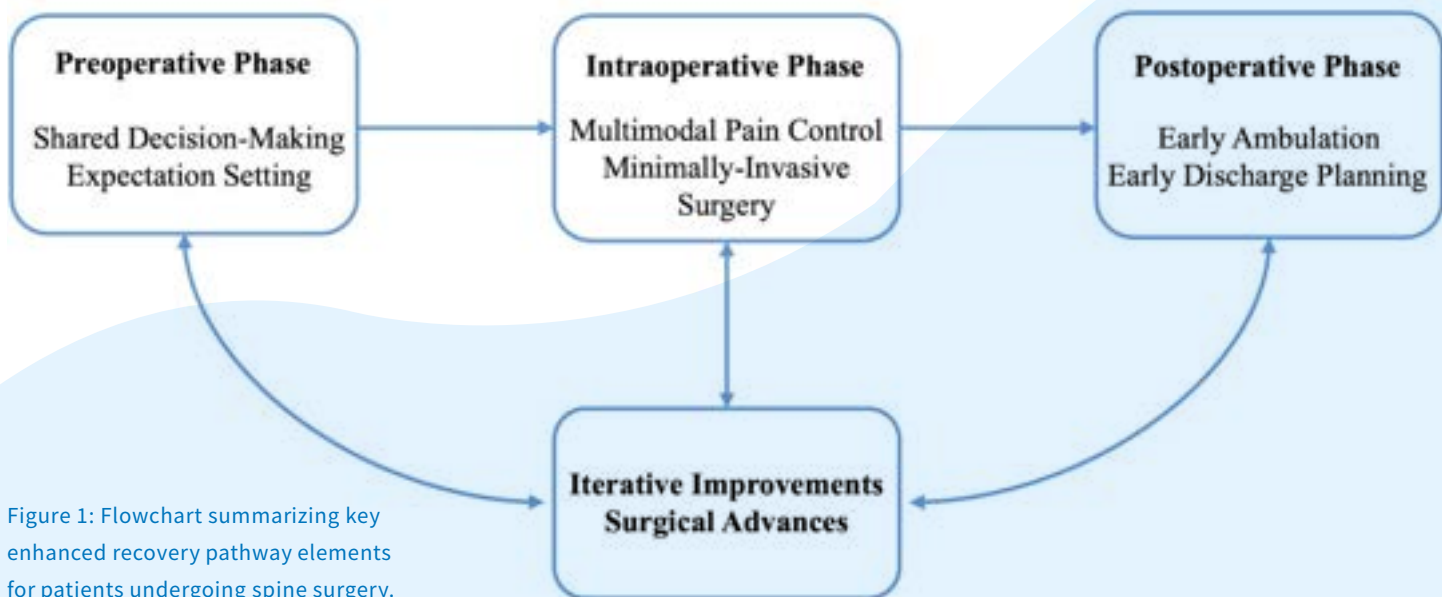 Preoperative Phase
Shared Decision-Making
Expectation Setting
Intraoperative Phase
Multimodal Pain Control
Minimally-Invasive
Surgery
Postoperative Phase
Early Ambulation
Early Discharge Planning
Iterative Improvements
Surgical Advances
Figure 1: Flowchart summarizing key
enhanced recovery pathway elements
for patients undergoing spine surgery.